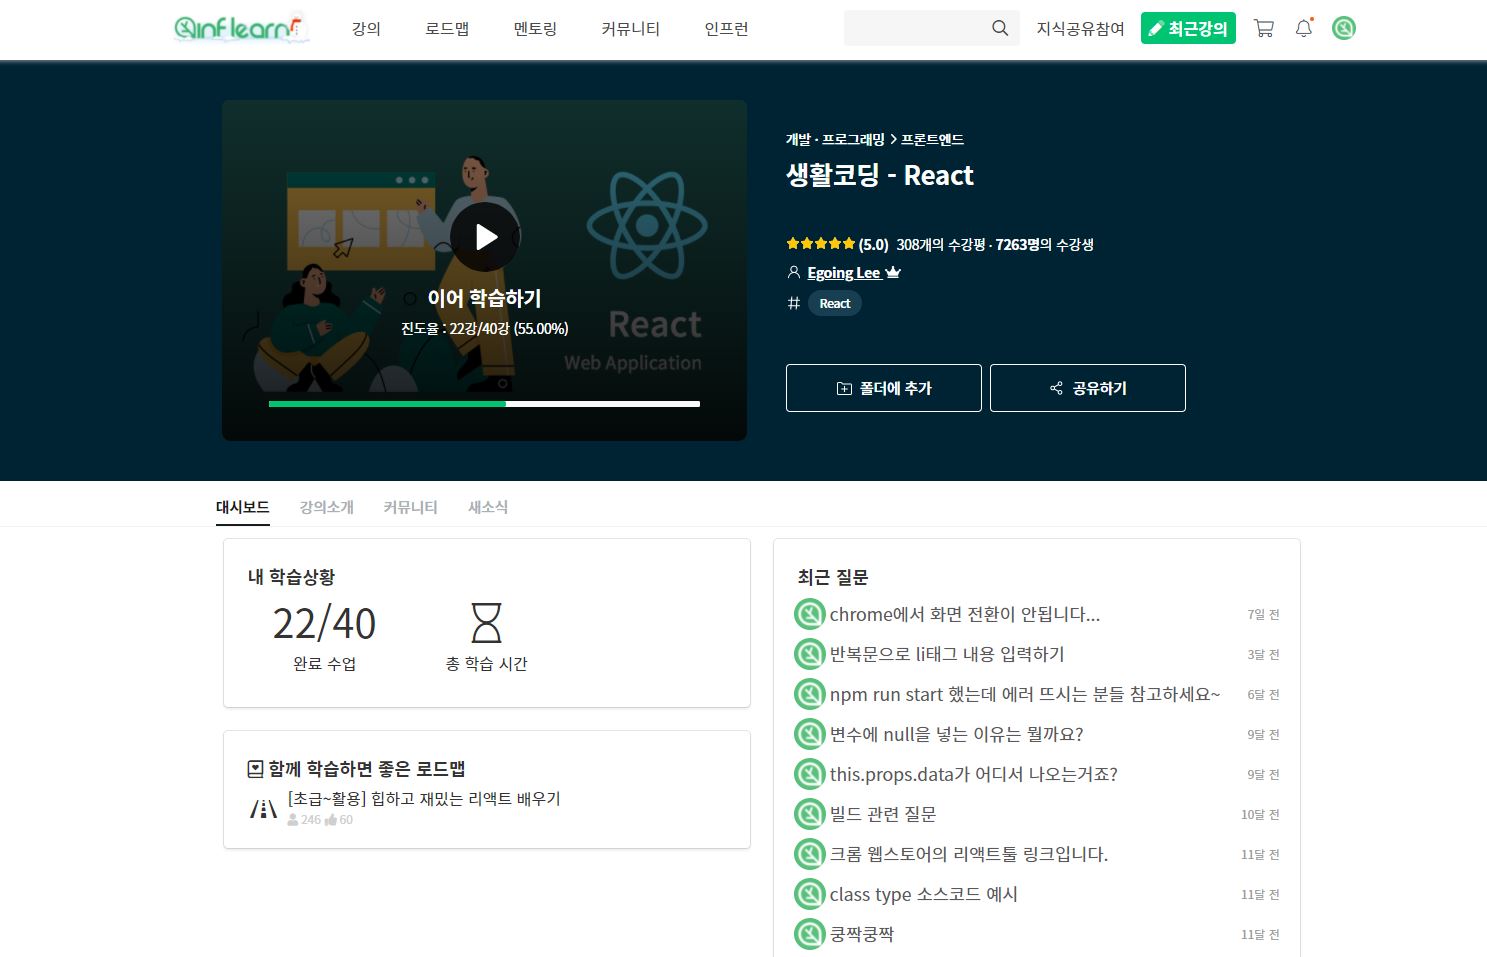 inflearn
강의 로드맵 멘토링 커뮤니티 인프런 지식공유참여 최근강의
이어 학습하기
진도율 : 22강/40강 (55.00%)
React
Web Application
개발 · 프로그래밍 > 프론트엔드
생활코딩 - React
(5.0) 308개의 수강평 · 7263명의 수강생
Egoing Lee
# React
폴더에 추가 공유하기
대시보드 강의소개 커뮤니티 새소식
내 학습상황
22/40
완료 수업 총 학습 시간
함께 학습하면 좋은 로드맵
[초급~활용] 힙하고 재밌는 리액트 배우기
246 60
최근 질문
chrome에서 화면 전환이 안됩니다... 7일 전
반복문으로 li태그 내용 입력하기 3달 전
npm run start 했는데 에러 뜨시는 분들 참고하세요~ 6달 전
변수에 null을 넣는 이유는 뭘까요? 9달 전
this.props.data가 어디서 나오는거죠? 9달 전
빌드 관련 질문 10달 전
크롬 웹스토어의 리액트툴 링크입니다. 11달 전
class type 소스코드 예시 11달 전
쿵짝쿵짝 11달 전